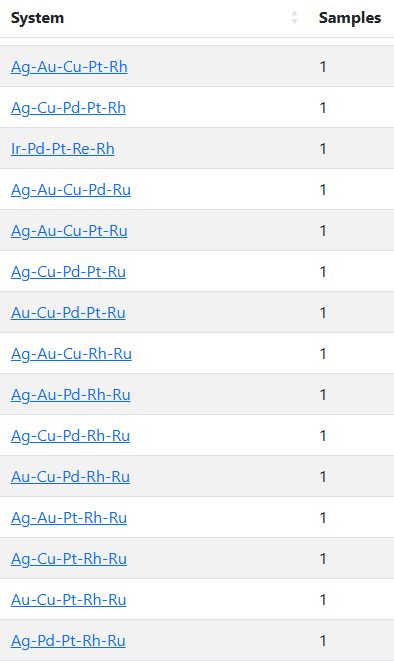 System Samples
Ag-Au-Cu-Pt-Rh 1
Ag-Cu-Pd-Pt-Rh 1
Ir-Pd-Pt-Re-Rh 1
Ag-Au-Cu-Pd-Ru 1
Ag-Au-Cu-Pt-Ru 1
Ag-Cu-Pd-Pt-Ru 1
Au-Cu-Pd-Pt-Ru 1
Ag-Au-Cu-Rh-Ru 1
Ag-Au-Pd-Rh-Ru 1
Ag-Cu-Pd-Rh-Ru 1
Au-Cu-Pd-Rh-Ru 1
Ag-Au-Pt-Rh-Ru 1
Ag-Cu-Pt-Rh-Ru 1
Au-Cu-Pt-Rh-Ru 1
Ag-Pd-Pt-Rh-Ru 1